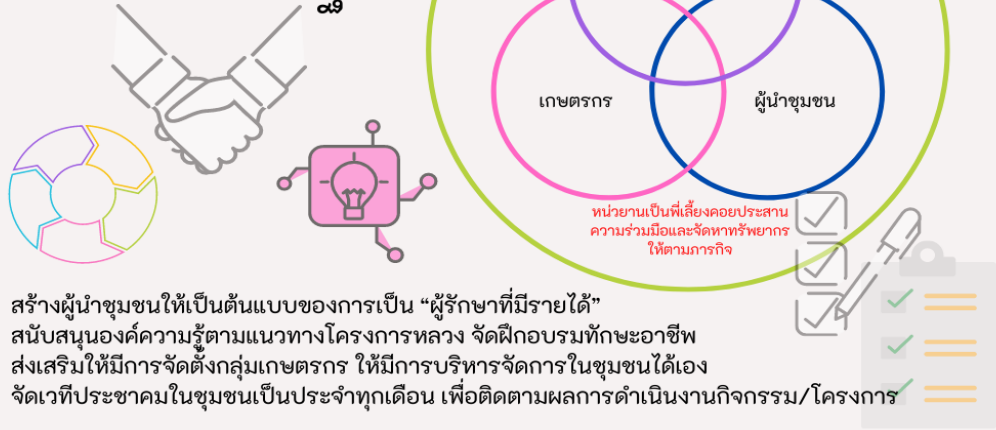 เกษตรกร
ผู้นำชุมชน
หน่วยานเป็นพี่เลี้ยงคอยประสาน
ความร่วมมือและจัดหาทรัพยากร
ให้ตามภารกิจ
สร้างผู้นำชุมชนให้เป็นต้นแบบของการเป็น “ผู้รักษาที่มีรายได้”
สนับสนุนองค์ความรู้ตามแนวทางโครงการหลวง จัดฝึกอบรมทักษะอาชีพ
ส่งเสริมให้มีการจัดตั้งกลุ่มเกษตรกร ให้มีการบริหารจัดการในชุมชนได้เอง
จัดเวทีประชาคมในชุมชนเป็นประจำทุกเดือน เพื่อติดตามผลการดำเนินงานกิจกรรม/โครงการ